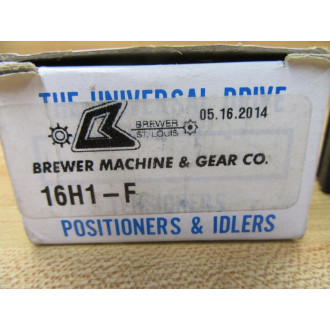 THE UNIVERSAL DRIVE
05.16.2014
BREWER
ST. LOUIS
BREWER MACHINE & GEAR CO.
16H1-F
POSITIONERS & IDLERS